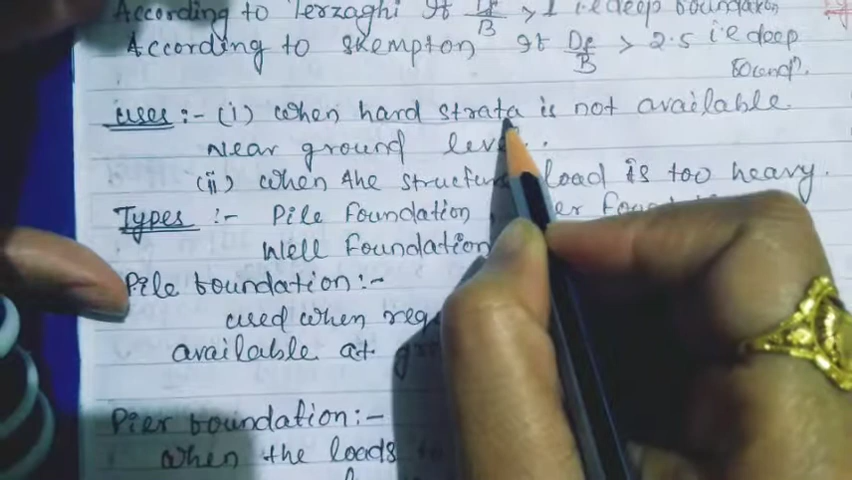 According to Terzaghi If Df/B > 1 i.e deep foundation
According to Skempton If Df/B > 2.5 i.e deep
found^n.
Uses :- (i) When hard strata is not available
Near ground level.
(ii) When the structure load is too heavy.
Types :- Pile foundation
Well foundation
Pile foundation :-
used when
available at
Pier foundation :-
when the loads